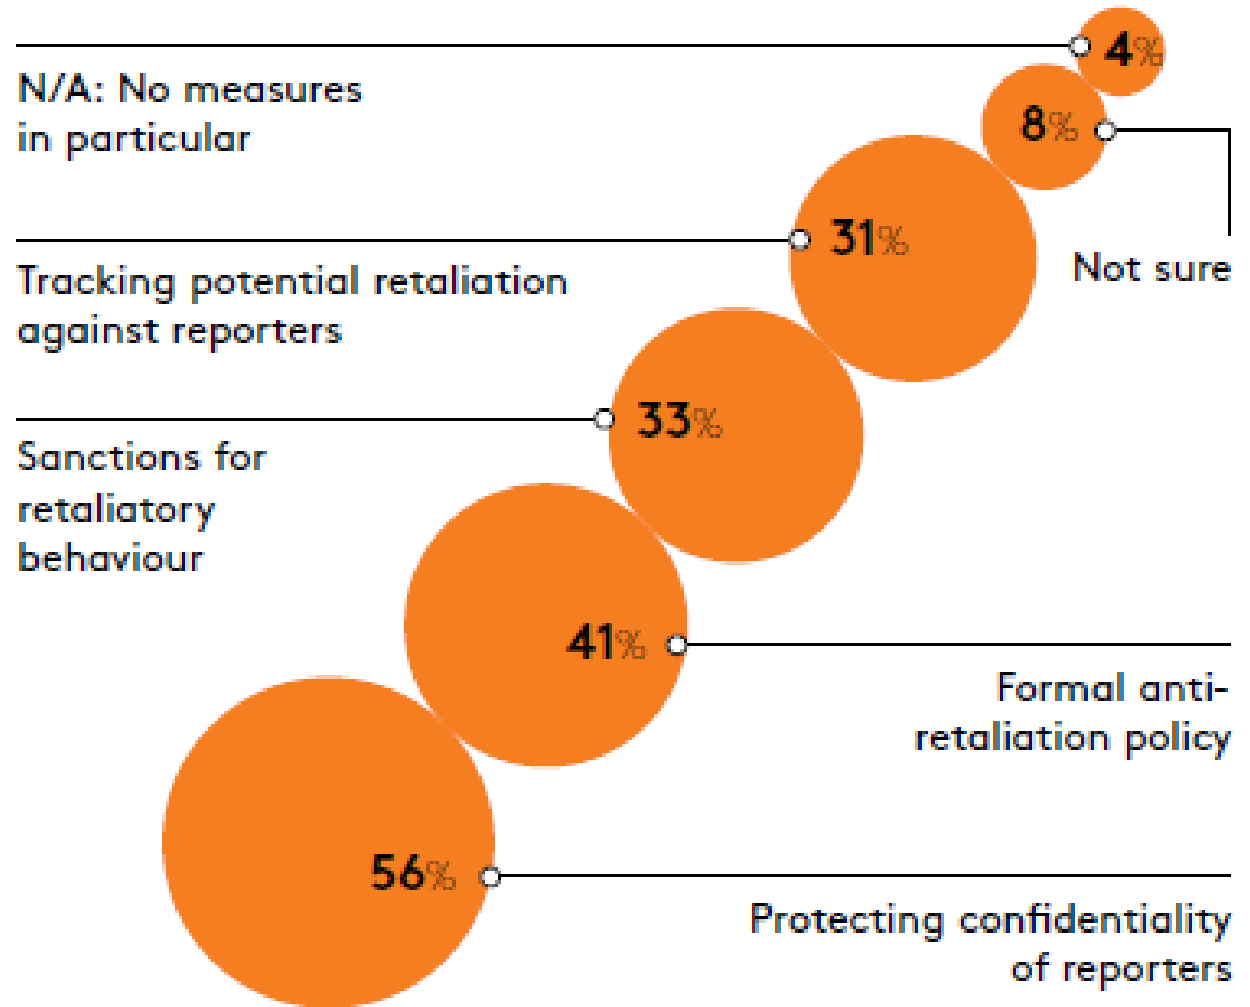 4%
N/A: No measures
in particular
8%
Not sure
31%
Tracking potential retaliation
against reporters
33%
Sanctions for
retaliatory
behaviour
41%
Formal anti-
retaliation policy
56%
Protecting confidentiality
of reporters